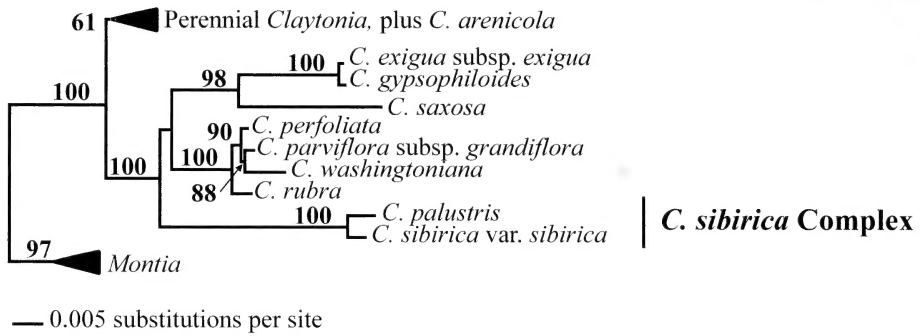 61 Perennial Claytonia, plus C. arenicola
100 C. exigua subsp. exigua
98 C. gypsophiloides
100 C. saxosa
90 C. perfoliata
C. parviflora subsp. grandiflora
100 100 C. washingtoniana
88 C. rubra
100 C. palustris
C. sibirica Complex
C. sibirica var. sibirica
97 Montia
0.005 substitutions per site